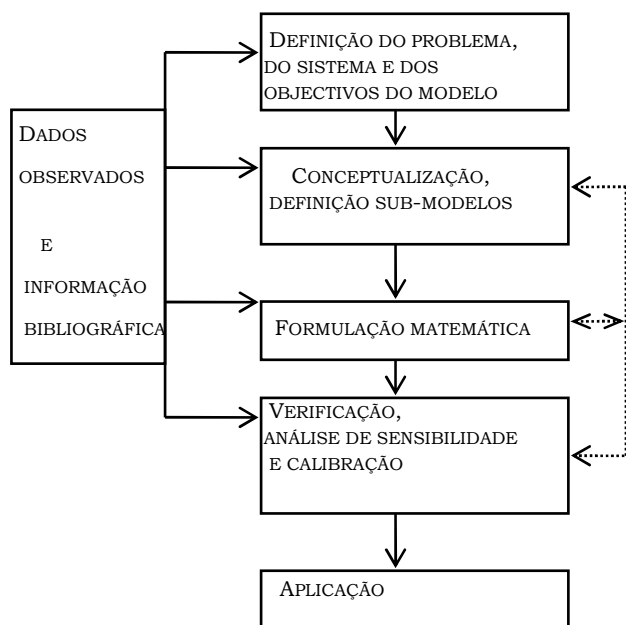 DEFINIÇÃO DO PROBLEMA,
DO SISTEMA E DOS
OBJECTIVOS DO MODELO
DADOS
OBSERVADOS
E
INFORMAÇÃO
BIBLIOGRÁFICA
CONCEPTUALIZAÇÃO,
DEFINIÇÃO SUB-MODELOS
FORMULAÇÃO MATEMÁTICA
VERIFICAÇÃO,
ANÁLISE DE SENSIBILIDADE
E CALIBRAÇÃO
APLICAÇÃO